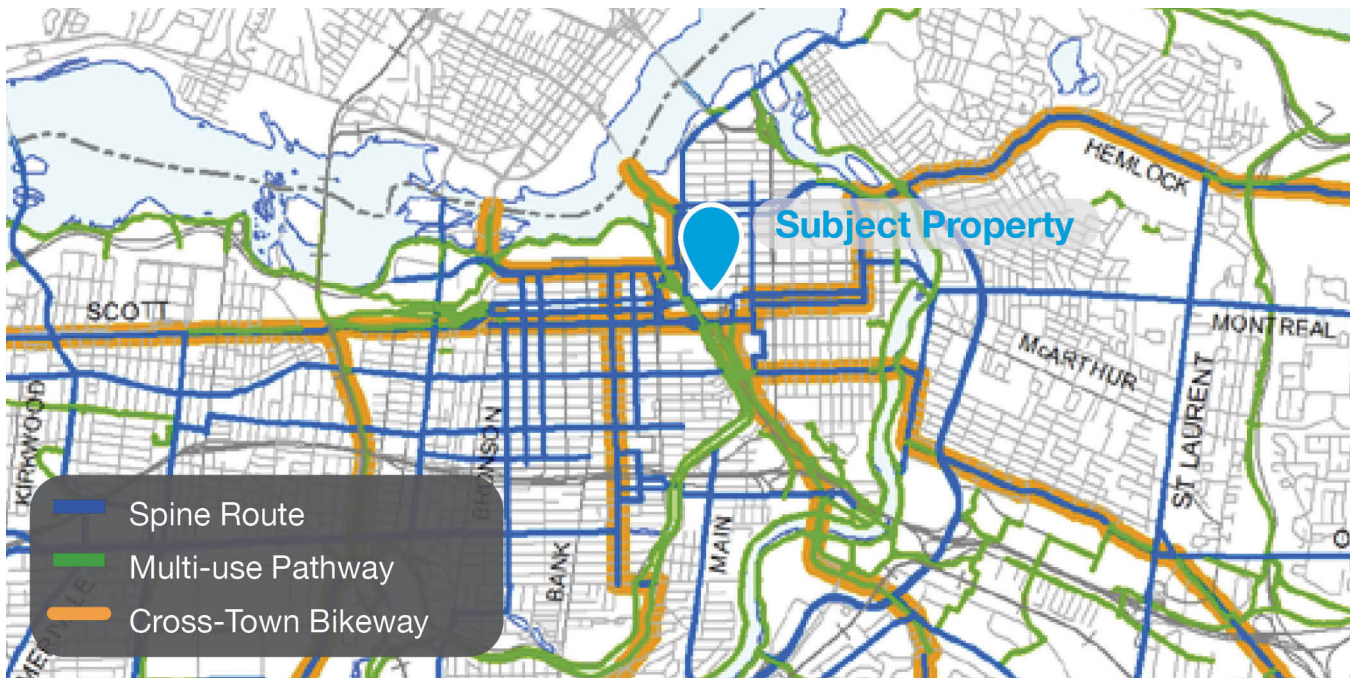 HEMLOCK
Subject Property
SCOTT
MONTREAL
McARTHUR
KIRKWOOD
ST LAURENT
BRONSON
Spine Route
MAIN
Multi-use Pathway
BANK
Cross-Town Bikeway